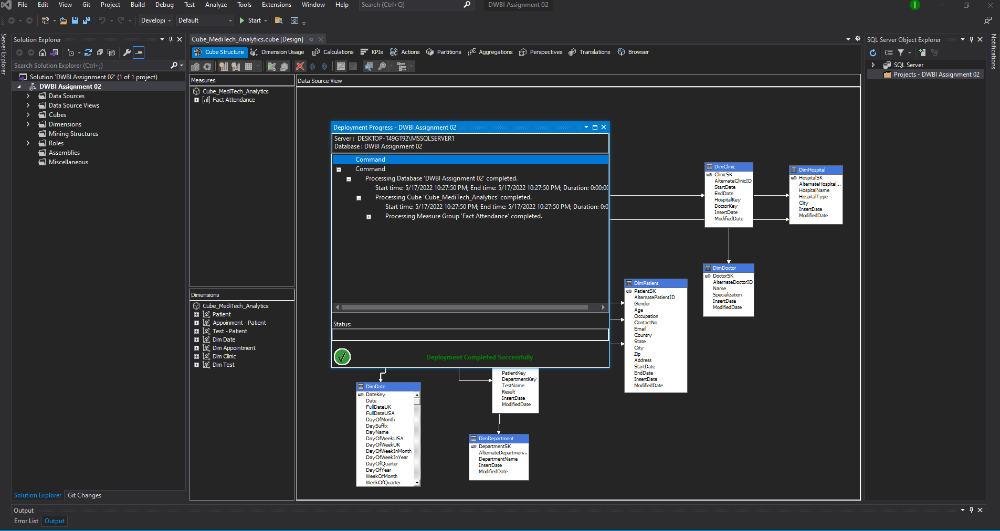 File Edit View Git Project Build Debug Test Analyze Tools Extensions Window Help Search (Ctrl+Q) DWBI Assignment 02
Developi Default Start
Server Explorer
Solution Explorer
Search Solution Explorer (Ctrl+;)
Solution 'DWBI Assignment 02' (1 of 1 project)
DWBI Assignment 02
Data Sources
Data Source Views
Cubes
Dimensions
Mining Structures
Roles
Assemblies
Miscellaneous
Solution Explorer Git Changes
Cube_MediTech_Analytics.cube [Design]
Cube Structure Dimension Usage Calculations KPIs Actions Partitions Aggregations Perspectives Translations Browser
Measures
Cube_MediTech_Analytics
Fact Attendance
Dimensions
Cube_MediTech_Analytics
Patient
Appoinment - Patient
Test - Patient
Dim Date
Dim Appointment
Dim Clinic
Dim Test
Data Source View
Deployment Progress - DWBI Assignment 02
Server : DESKTOP-T49GT92\MSSQLSERVER1
Database : DWBI Assignment 02
Command
Command
Processing Database 'DWBI Assignment 02' completed.
Start time: 5/17/2022 10:27:50 PM; End time: 5/17/2022 10:27:50 PM; Duration: 0:00:00
Processing Cube 'Cube_MediTech_Analytics' completed.
Start time: 5/17/2022 10:27:50 PM; End time: 5/17/2022 10:27:50 PM; Duration: 0:0
Processing Measure Group 'Fact Attendance' completed.
Status:
Deployment Completed Successfully
DimClinic
ClinicSK
AlternateClinicID
StartDate
EndDate
HospitalKey
DoctorKey
InsertDate
ModifiedDate
DimHospital
HospitalSK
AlternateHospital...
HospitalName
HospitalType
City
InsertDate
ModifiedDate
DimDoctor
DoctorSK
AlternateDoctorID
Name
Specialization
InsertDate
ModifiedDate
DimPatient
PatientSK
AlternatePatientID
Gender
Age
Occupation
ContactNo
Email
Country
State
City
Zip
Address
StartDate
EndDate
InsertDate
ModifiedDate
PatientKey
DepartmentKey
TestName
Result
InsertDate
ModifiedDate
DimDate
DateKey
Date
FullDateUK
FullDateUSA
DayOfMonth
DaySuffix
DayName
DayOfWeekUSA
DayOfWeekUK
DayOfWeekInMonth
DayOfWeekInYear
DayOfQuarter
DayOfYear
WeekOfMonth
WeekOfQuarter
DimDepartment
DepartmentSK
AlternateDepartmen...
DepartmentName
InsertDate
ModifiedDate
SQL Server Object Explorer
SQL Server
Projects - DWBI Assignment 02
Notifications
Output
Error List Output